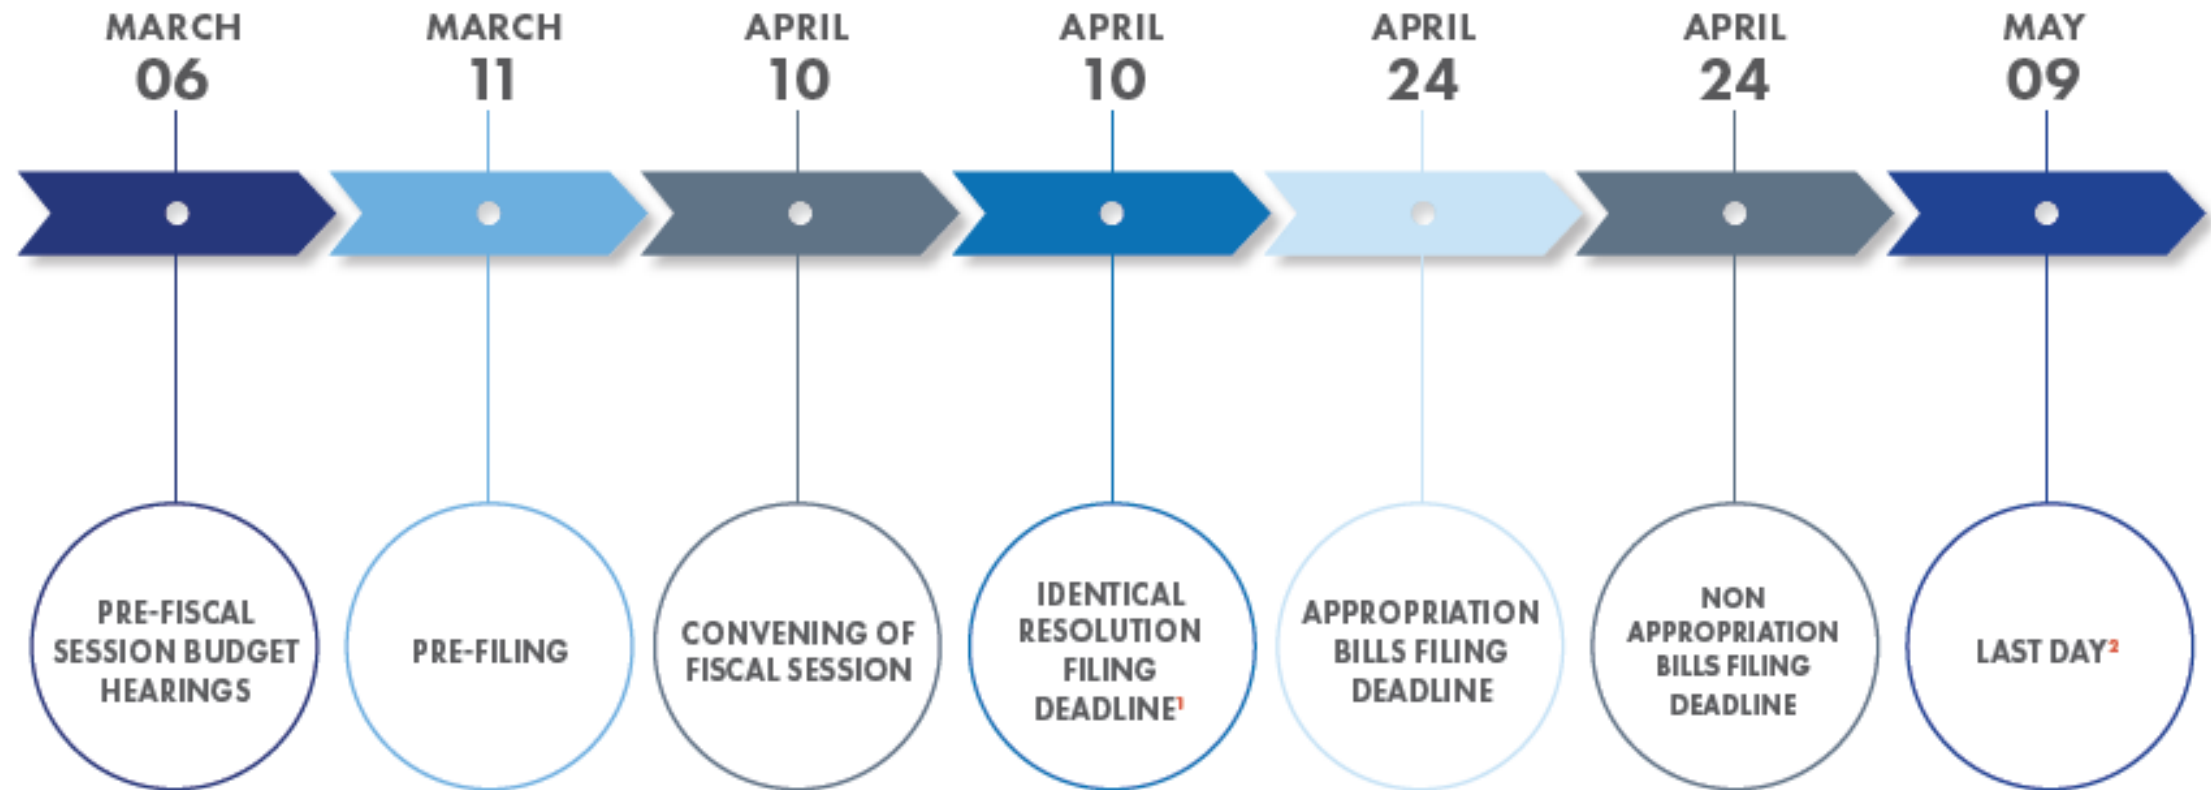 MARCH
06
MARCH
11
APRIL
10
APRIL
10
APRIL
24
APRIL
24
MAY
09
PRE-FISCAL
SESSION BUDGET
HEARINGS
PRE-FILING
CONVENING OF
FISCAL SESSION
IDENTICAL
RESOLUTION
FILING
DEADLINE¹
APPROPRIATION
BILLS FILING
DEADLINE
NON
APPROPRIATION
BILLS FILING
DEADLINE
LAST DAY²